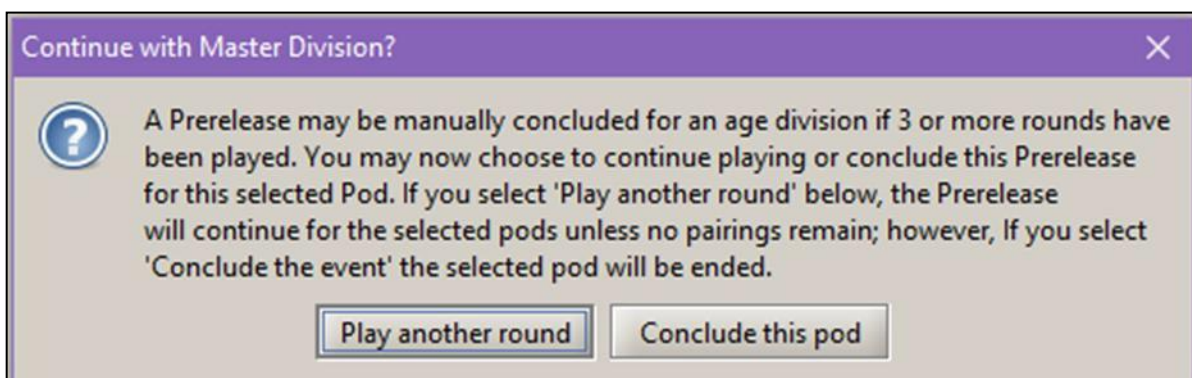 Continue with Master Division?
A Prerelease may be manually concluded for an age division if 3 or more rounds have
been played. You may now choose to continue playing or conclude this Prerelease
for this selected Pod. If you select 'Play another round' below, the Prerelease
will continue for the selected pods unless no pairings remain; however, If you select
'Conclude the event' the selected pod will be ended.
Play another round
Conclude this pod